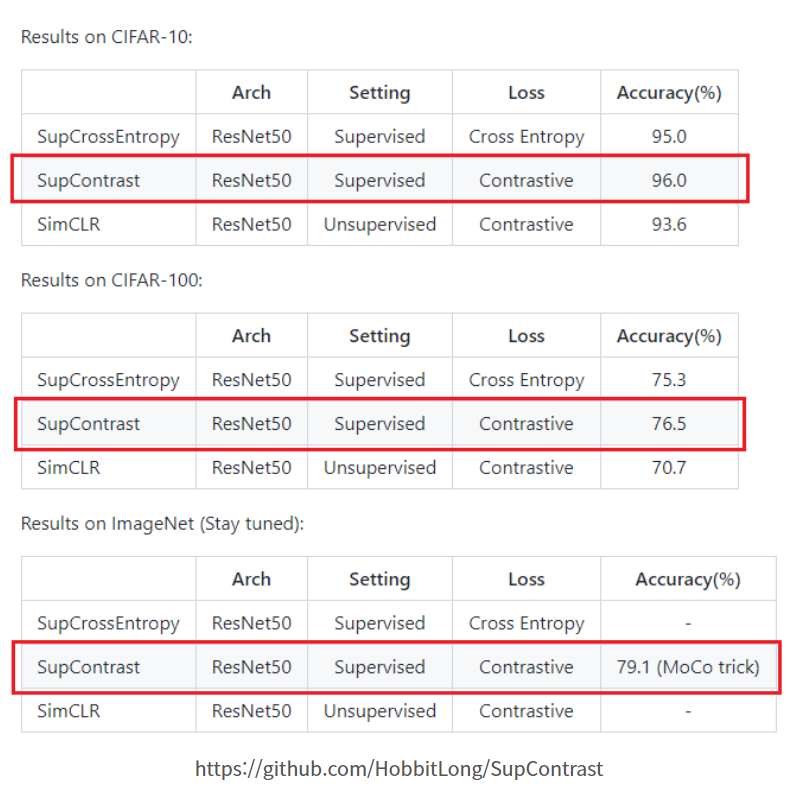 Results on CIFAR-10:
Arch Setting Loss Accuracy(%)
SupCrossEntropy ResNet50 Supervised Cross Entropy 95.0
SupContrast ResNet50 Supervised Contrastive 96.0
SimCLR ResNet50 Unsupervised Contrastive 93.6
Results on CIFAR-100:
Arch Setting Loss Accuracy(%)
SupCrossEntropy ResNet50 Supervised Cross Entropy 75.3
SupContrast ResNet50 Supervised Contrastive 76.5
SimCLR ResNet50 Unsupervised Contrastive 70.7
Results on ImageNet (Stay tuned):
Arch Setting Loss Accuracy(%)
SupCrossEntropy ResNet50 Supervised Cross Entropy -
SupContrast ResNet50 Supervised Contrastive 79.1 (MoCo trick)
SimCLR ResNet50 Unsupervised Contrastive -
https://github.com/HobbitLong/SupContrast